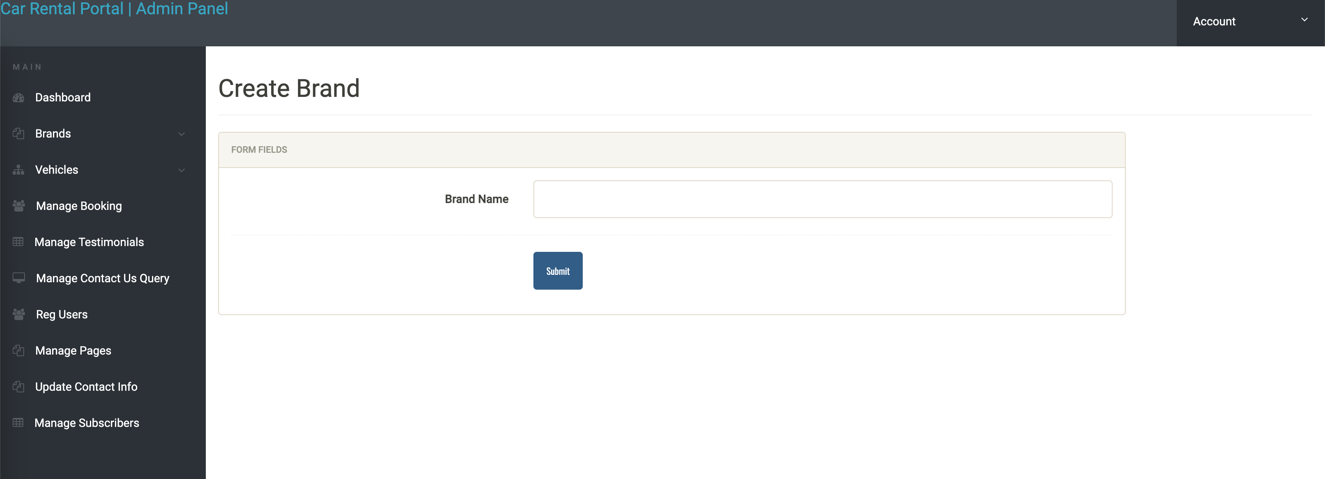 Car Rental Portal | Admin Panel
Account
MAIN
Dashboard
Brands
Vehicles
Manage Booking
Manage Testimonials
Manage Contact Us Query
Reg Users
Manage Pages
Update Contact Info
Manage Subscribers
Create Brand
FORM FIELDS
Brand Name
Submit